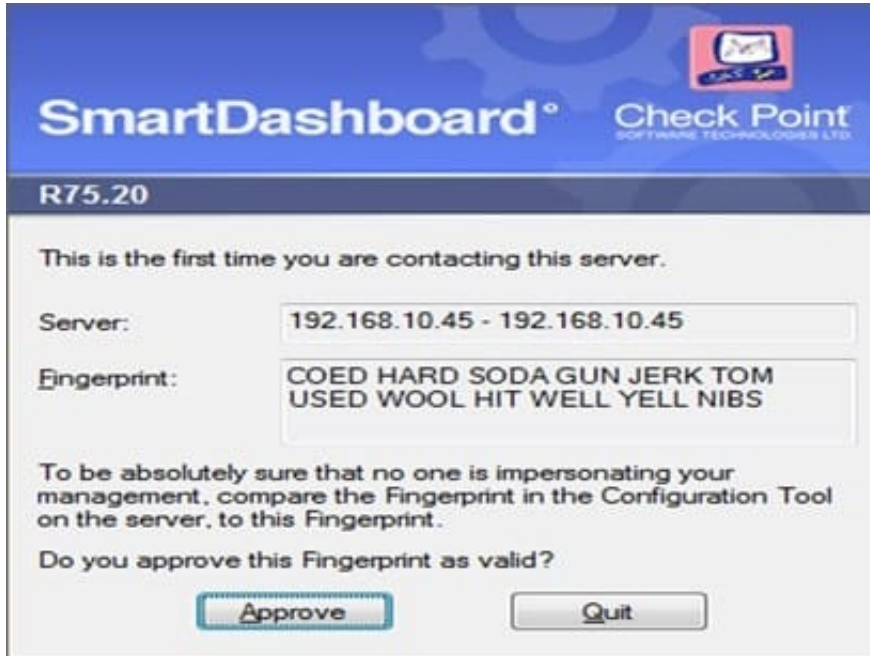 SmartDashboard°
Check Point
SOFTWARE TECHNOLOGIES LTD.
R75.20
This is the first time you are contacting this server.
Server: 192.168.10.45 - 192.168.10.45
Fingerprint: COED HARD SODA GUN JERK TOM
USED WOOL HIT WELL YELL NIBS
To be absolutely sure that no one is impersonating your
management, compare the Fingerprint in the Configuration Tool
on the server, to this Fingerprint.
Do you approve this Fingerprint as valid?
Approve Quit